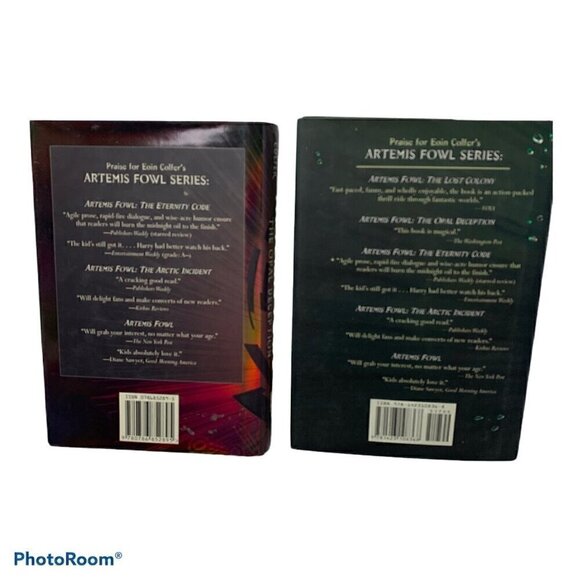 Praise for Eoin Colfer's
ARTEMIS FOWL SERIES:
ARTEMIS FOWL: THE ETERNITY CODE
"Agile prose, rapid-fire dialogue, and wise-acre humor ensure
that readers will burn the midnight oil to the finish."
—Publishers Weekly (starred review)
"The kid's still got it . . . Harry had better watch his back."
—Entertainment Weekly (grade: A–)
ARTEMIS FOWL: THE ARCTIC INCIDENT
"A cracking good read."
—Publishers Weekly
"Will delight fans and make converts of new readers."
—Kirkus Reviews
ARTEMIS FOWL
"Will grab your interest, no matter what your age."
—The New York Post
"Kids absolutely love it."
—Diane Sawyer, Good Morning America
THE OPAL DECEPTION
Praise for Eoin Colfer's
ARTEMIS FOWL SERIES:
ARTEMIS FOWL: THE LOST COLONY
"Fast-paced, funny, and wholly enjoyable, the book is an action-packed
thrill ride through fantastic worlds."
—VOYA
ARTEMIS FOWL: THE OPAL DECEPTION
"This book is magical."
—The Washington Post
ARTEMIS FOWL: THE ETERNITY CODE
"Agile prose, rapid-fire dialogue, and wise-acre humor ensure
that readers will burn the midnight oil to the finish."
—Publishers Weekly (starred review)
"The kid's still got it . . . Harry had better watch his back."
—Entertainment Weekly
ARTEMIS FOWL: THE ARCTIC INCIDENT
"A cracking good read."
—Publishers Weekly
"Will delight fans and make converts of new readers."
—Kirkus Reviews
ARTEMIS FOWL
"Will grab your interest, no matter what your age."
—The New York Post
"Kids absolutely love it."
—Diane Sawyer, Good Morning America
PhotoRoom®